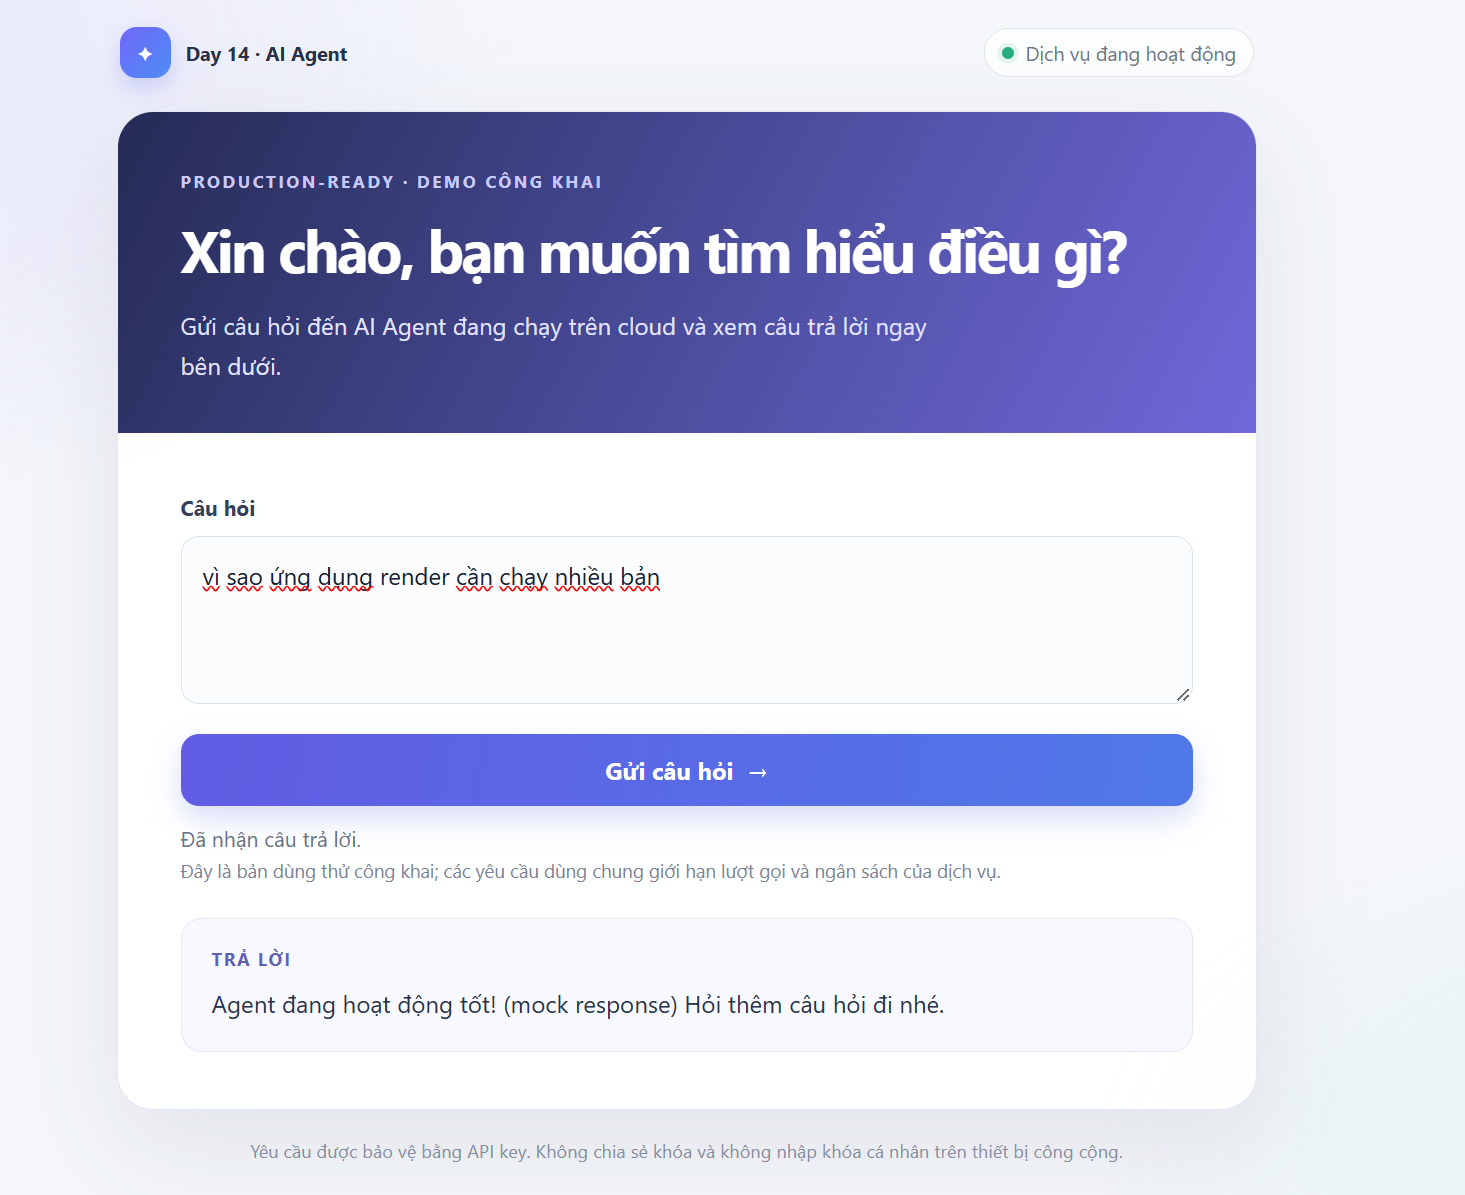 ✦ Day 14 · AI Agent
Dịch vụ đang hoạt động
PRODUCTION-READY · DEMO CÔNG KHAI
Xin chào, bạn muốn tìm hiểu điều gì?
Gửi câu hỏi đến AI Agent đang chạy trên cloud và xem câu trả lời ngay
bên dưới.
Câu hỏi
vì sao ứng dụng render cần chạy nhiều bản
Gửi câu hỏi →
Đã nhận câu trả lời.
Đây là bản dùng thử công khai; các yêu cầu dùng chung giới hạn lượt gọi và ngân sách của dịch vụ.
TRẢ LỜI
Agent đang hoạt động tốt! (mock response) Hỏi thêm câu hỏi đi nhé.
Yêu cầu được bảo vệ bằng API key. Không chia sẻ khóa và không nhập khóa cá nhân trên thiết bị công cộng.